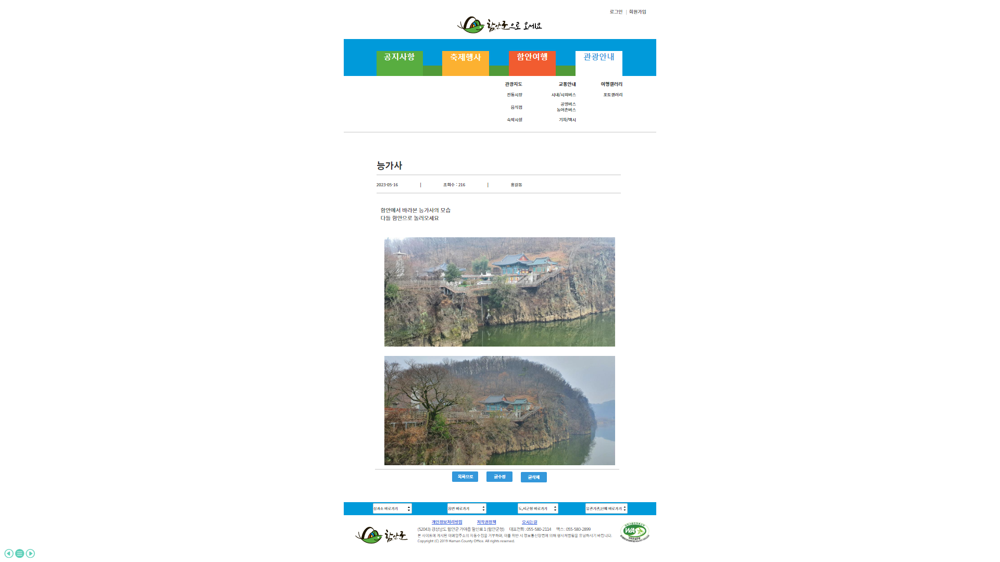 로그인 | 회원가입
함안군으로 오세요
공지사항 축제행사 함안여행 관광안내
관광지도 교통안내 여행갤러리
전통시장 시내/시외버스 포토갤러리
음식점 공영버스
농어촌버스
숙박시설 기차/택시
능가사
2023-05-16 | 조회수 : 216 | 홍길동
함안에서 바라본 능가사의 모습
다들 함안으로 놀러오세요
목록으로 글수정 글삭제
실과소 바로가기 읍면 바로가기 도,시군청 바로가기 유관기관,단체 바로가기
개인정보처리방침 저작권정책 오시는길
함안군
(52043) 경상남도 함안군 가야읍 말산로 1 (함안군청) 대표전화 : 055-580-2114 팩스 : 055-580-2899
본 사이트에 게시된 이메일주소의 자동수집을 거부하며, 이를 위반 시 정보통신망법에 의해 형사처벌됨을 유념하시기 바랍니다.
Copyright (C) 2019 Haman County Office. All rights reserved.
WA